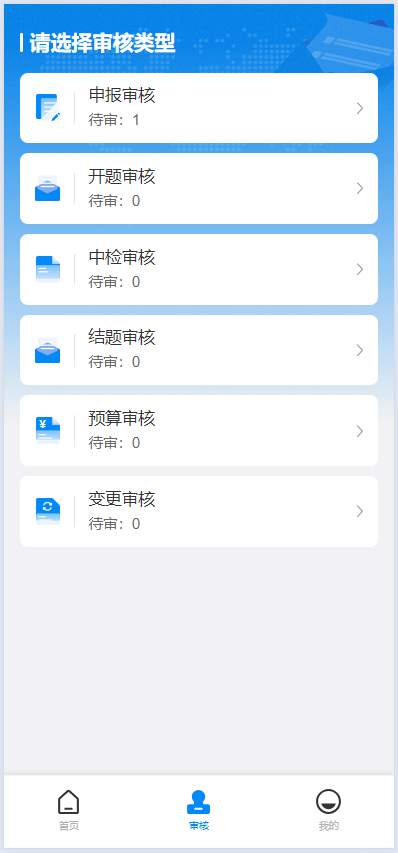 请选择审核类型
申报审核
待审：1
开题审核
待审：0
中检审核
待审：0
结题审核
待审：0
¥
预算审核
待审：0
变更审核
待审：0
首页
审核
我的